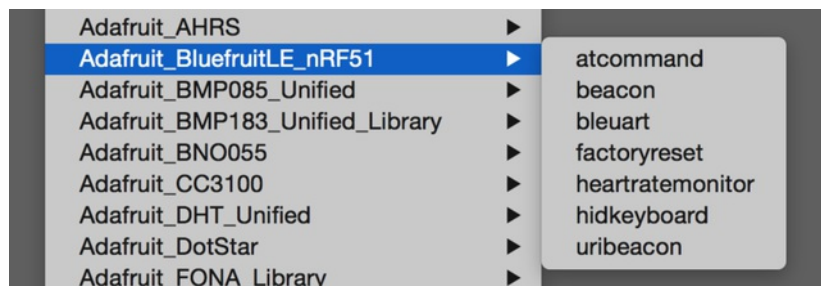 Adafruit_AHRS
Adafruit_BluefruitLE_nRF51
Adafruit_BMP085_Unified
Adafruit_BMP183_Unified_Library
Adafruit_BNO055
Adafruit_CC3100
Adafruit_DHT_Unified
Adafruit_DotStar
Adafruit_FONA_Library
atcommand
beacon
bleuart
factoryreset
heartratemonitor
hidkeyboard
uribeacon